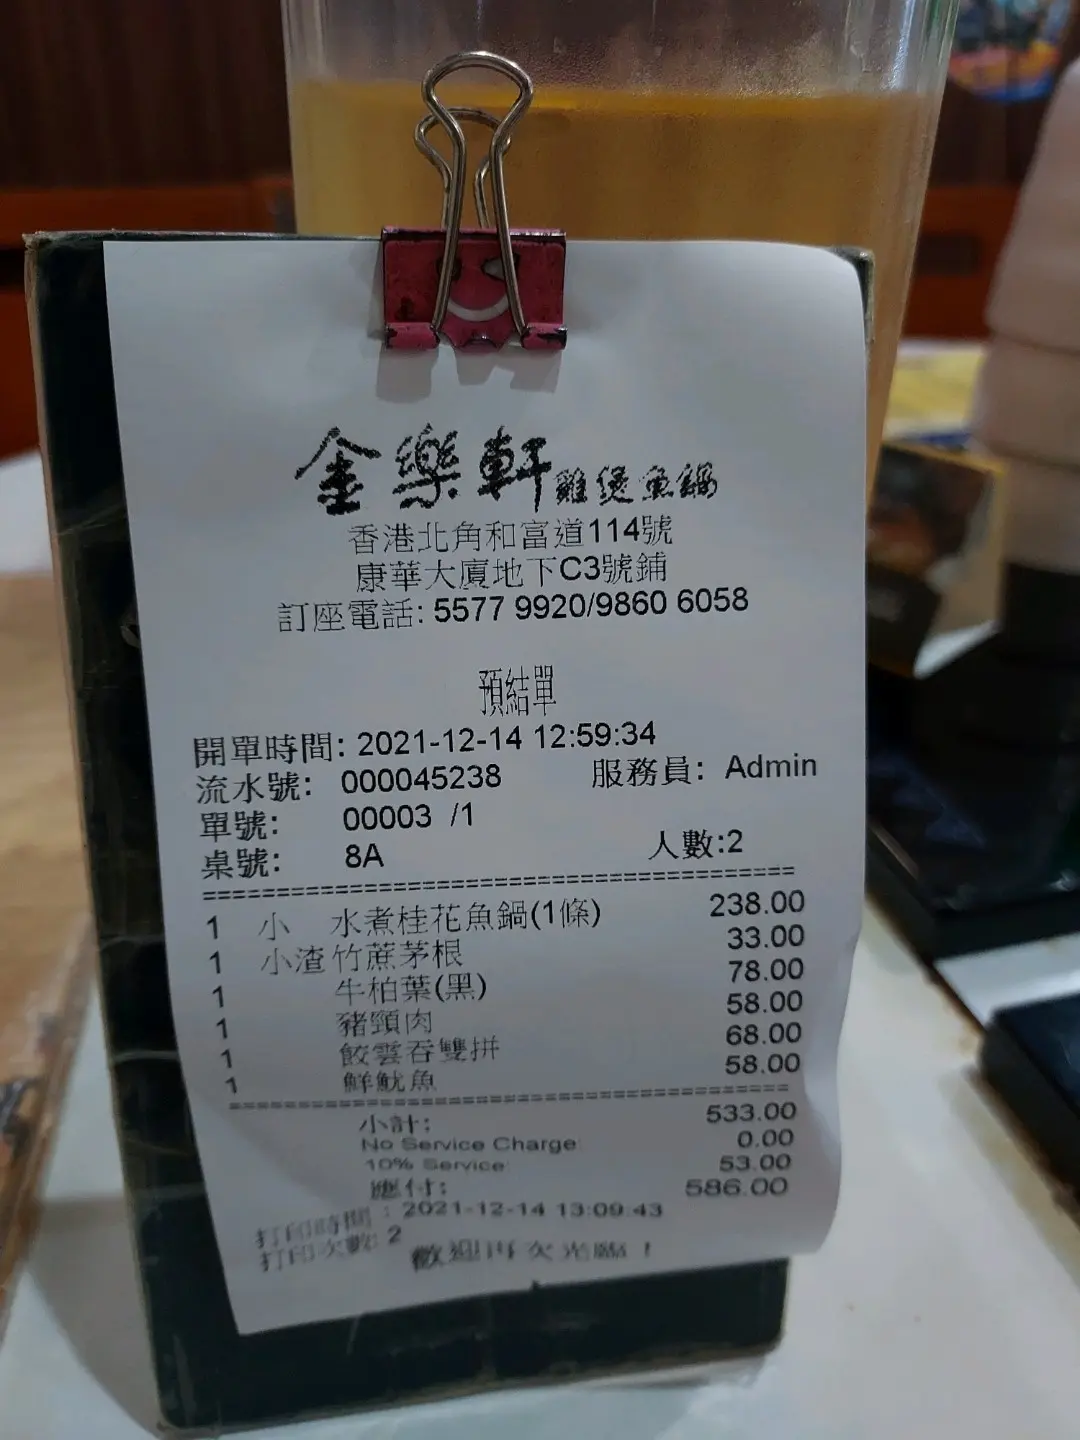 金樂軒雞煲魚鍋
香港北角和富道114號
康華大廈地下C3號鋪
訂座電話: 5577 9920/9860 6058
預結單
開單時間: 2021-12-14 12:59:34
流水號: 000045238 服務員: Admin
單號: 00003 /1
桌號: 8A 人數:2
1 小 水煮桂花魚鍋(1條) 238.00
1 小渣竹蔗茅根 33.00
1 牛柏葉(黑) 78.00
1 豬頸肉 58.00
1 餃雲吞雙拼 68.00
1 鮮魷魚 58.00
小計: 533.00
No Service Charge: 0.00
10% Service: 53.00
應付: 586.00
打印時間: 2021-12-14 13:09:43
打印次數: 2
歡迎再次光臨!